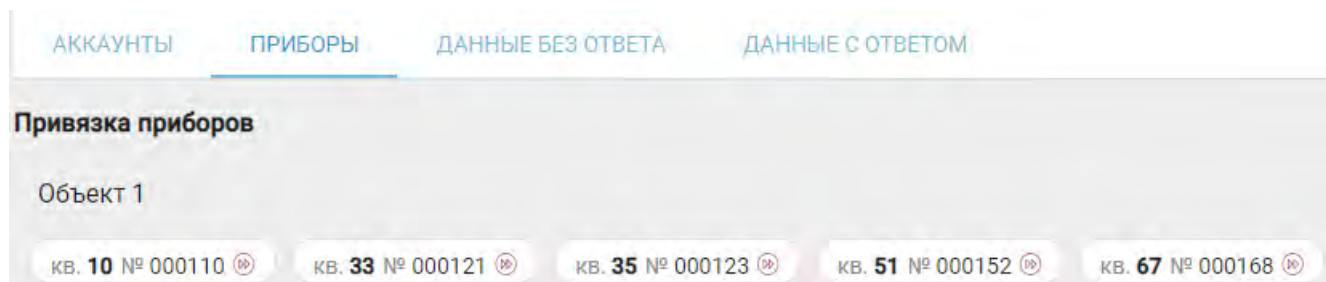 АККАУНТЫ ПРИБОРЫ ДАННЫЕ БЕЗ ОТВЕТА ДАННЫЕ С ОТВЕТОМ
Привязка приборов
Объект 1
кв. 10 № 000110 кв. 33 № 000121 кв. 35 № 000123 кв. 51 № 000152 кв. 67 № 000168